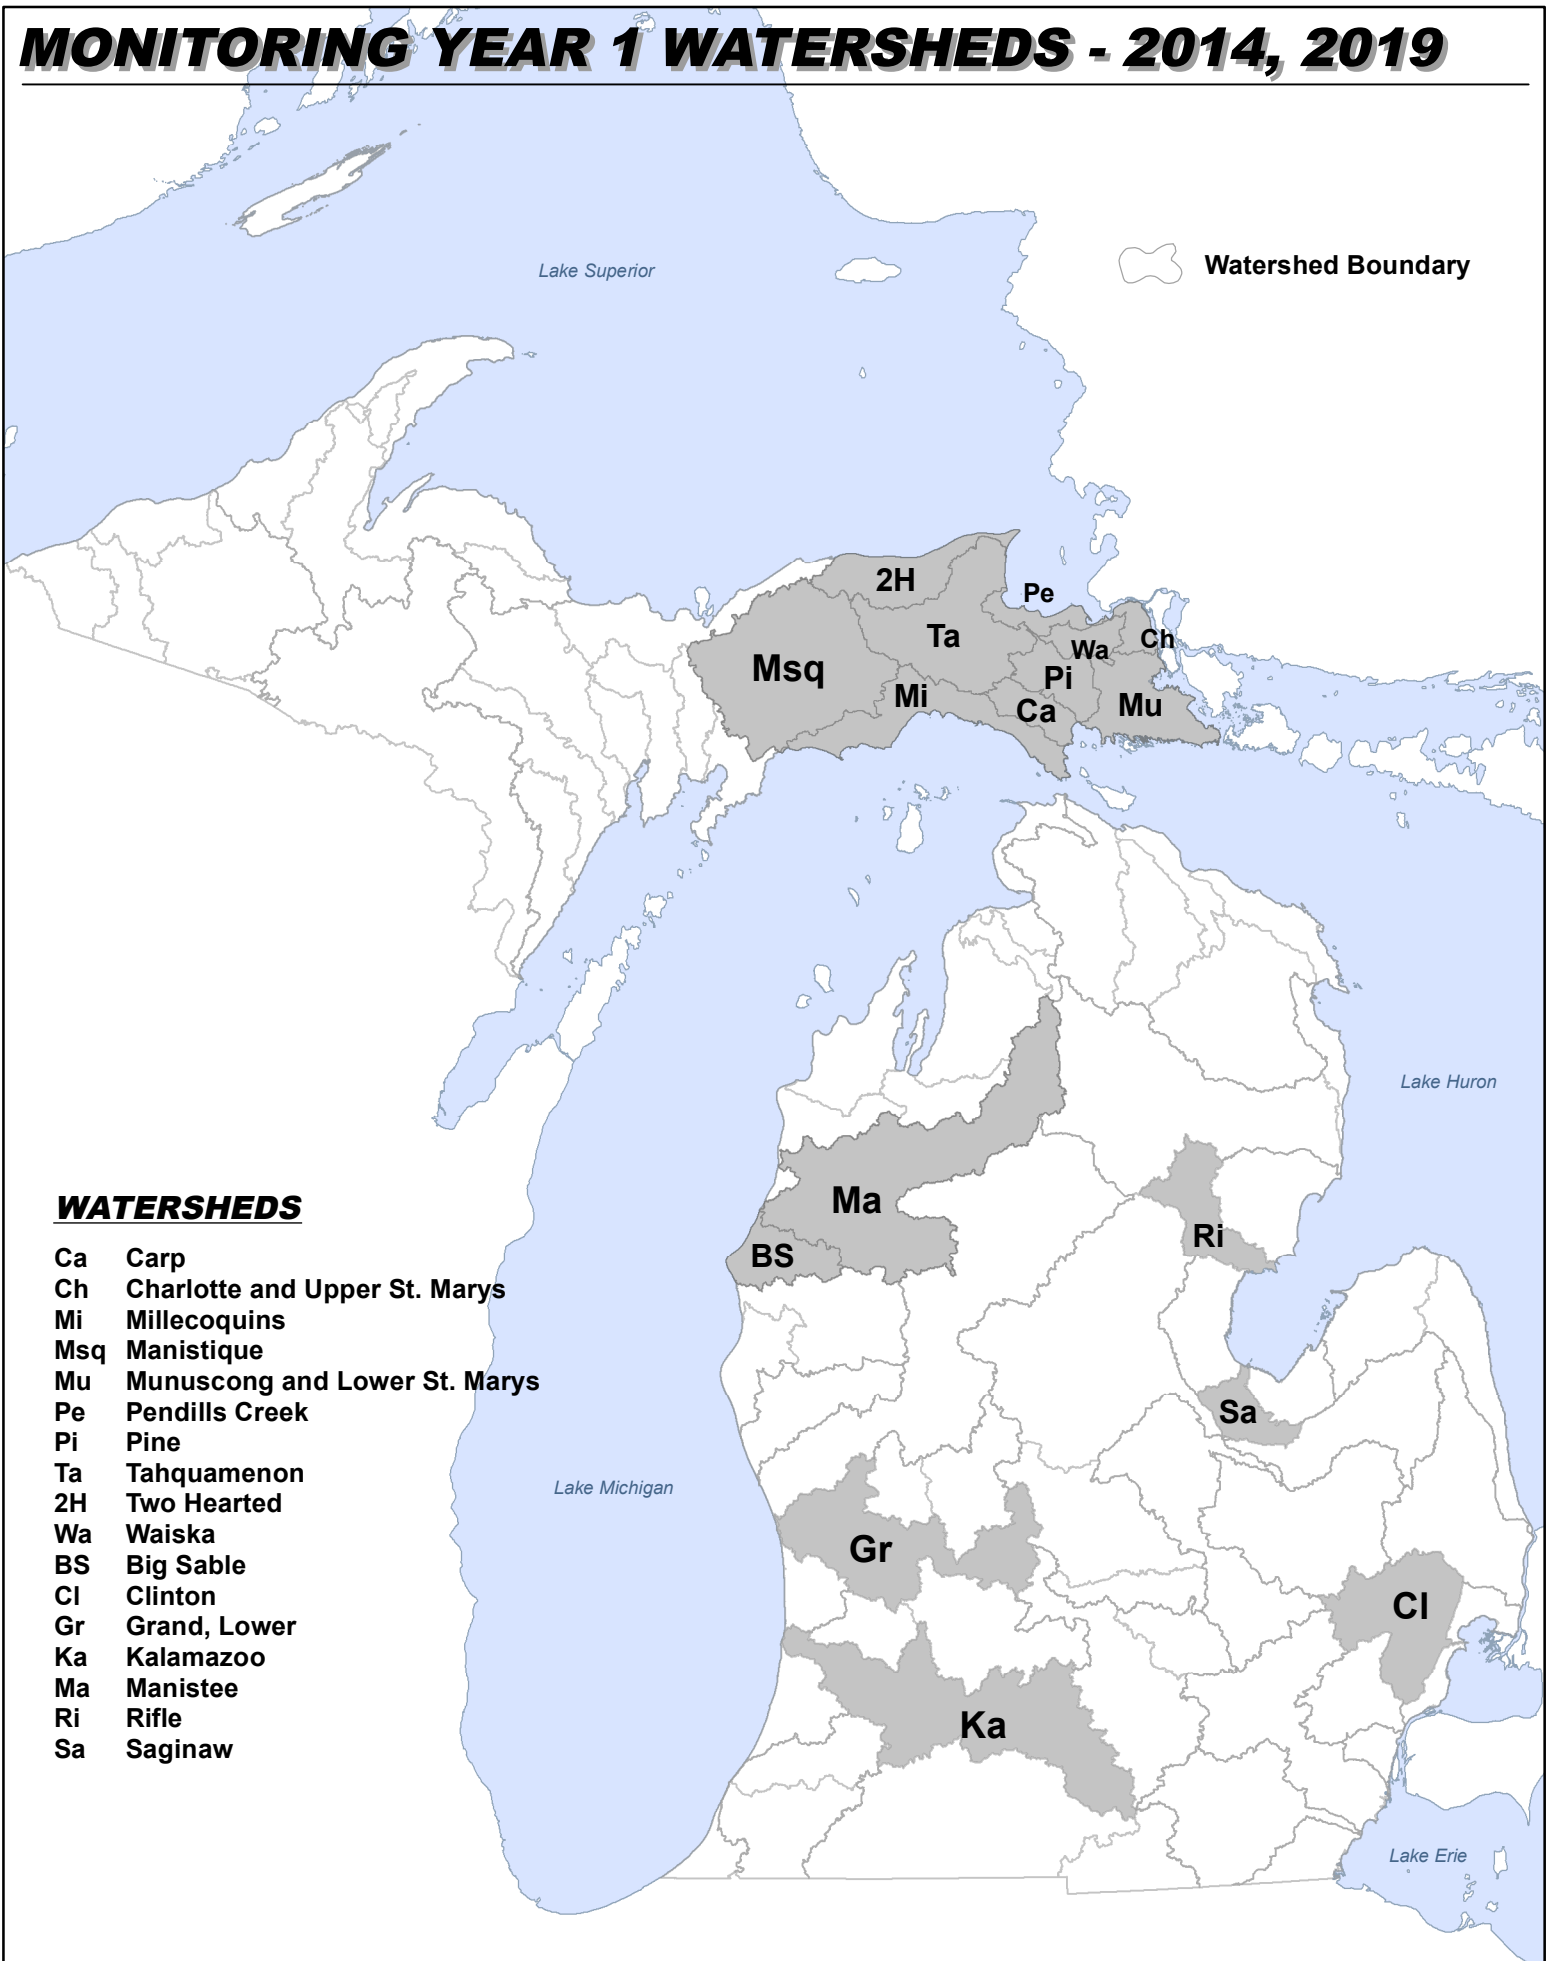 MONITORING YEAR 1 WATERSHEDS - 2014, 2019
Lake Superior
Watershed Boundary
2H
Pe
Ta
Ch
Wa
Msq
Pi
Mi
Mu
Ca
Lake Huron
Ma
Ri
BS
WATERSHEDS
Ca Carp
Ch Charlotte and Upper St. Marys
Mi Millecoquins
Msq Manistique
Mu Munuscong and Lower St. Marys
Pe Pendills Creek
Pi Pine
Ta Tahquamenon
2H Two Hearted
Wa Waiska
BS Big Sable
Cl Clinton
Gr Grand, Lower
Ka Kalamazoo
Ma Manistee
Ri Rifle
Sa Saginaw
Sa
Lake Michigan
Gr
Cl
Ka
Lake Erie